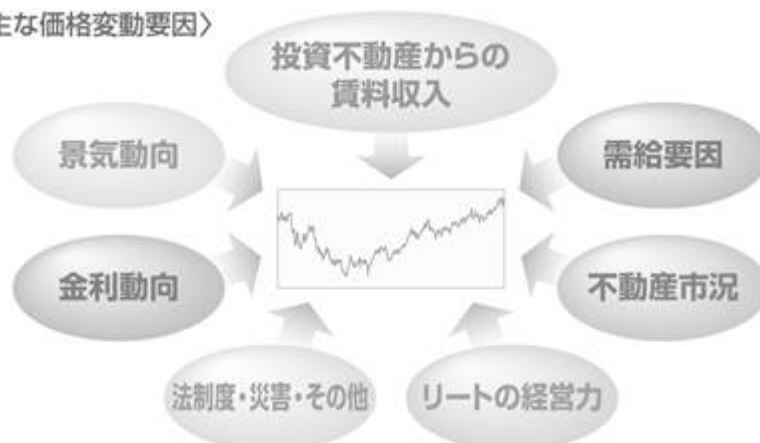 主な価格変動要因〉
投資不動産からの
賃料収入
景気動向
需給要因
金利動向
不動産市況
法制度・災害・その他
リートの経営力